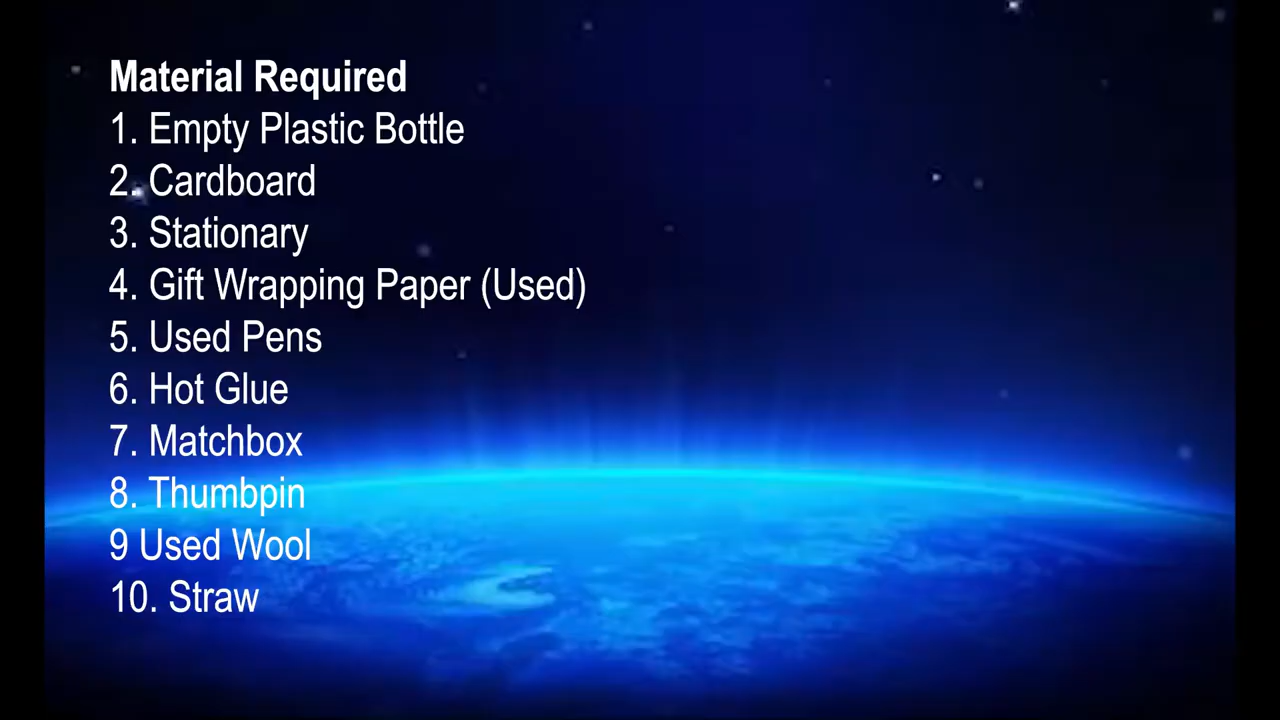 Material Required
1. Empty Plastic Bottle
2. Cardboard
3. Stationary
4. Gift Wrapping Paper (Used)
5. Used Pens
6. Hot Glue
7. Matchbox
8. Thumbpin
9 Used Wool
10. Straw